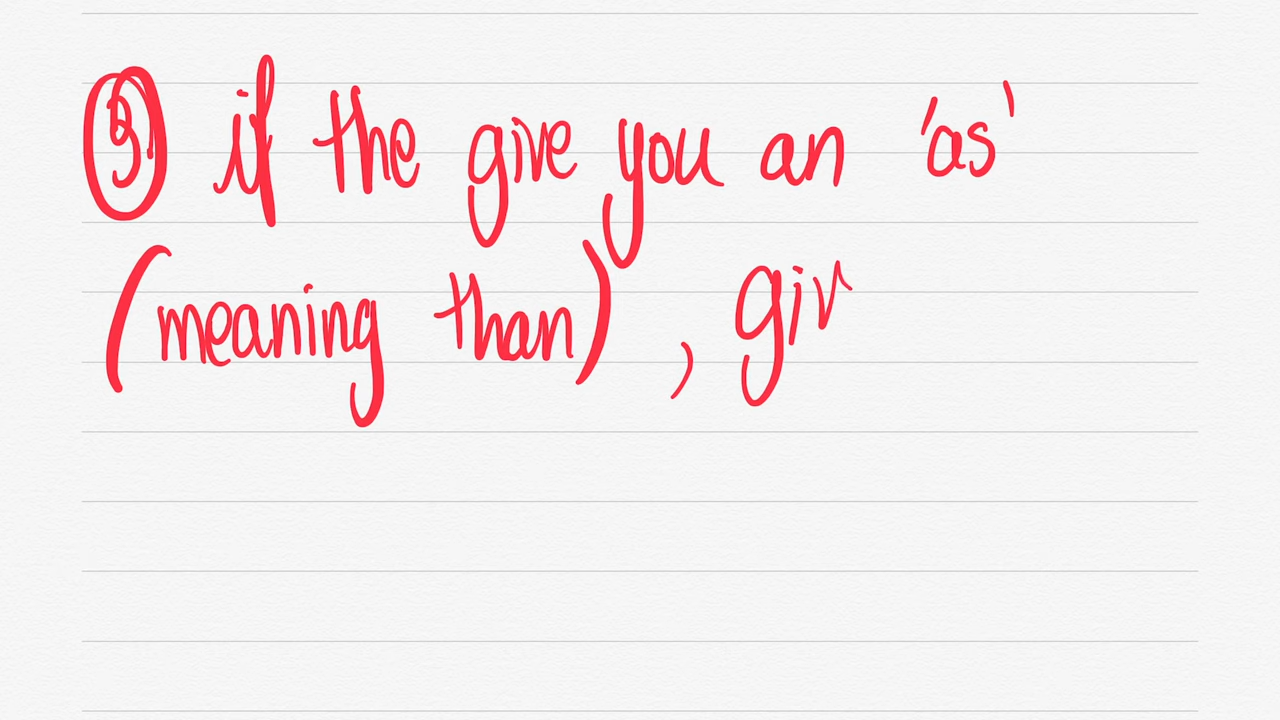 ③ if the give you an 'as'
(meaning than), giv